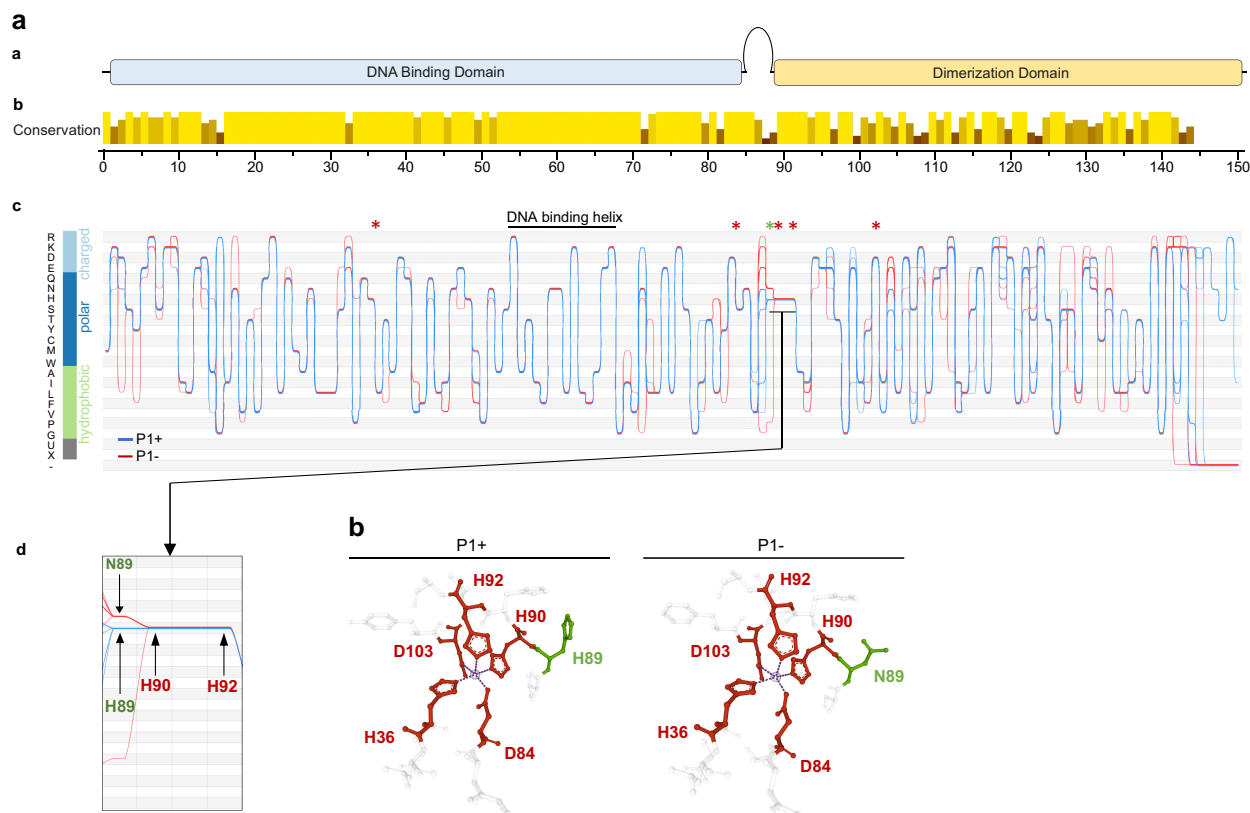 a
a
DNA Binding Domain
Dimerization Domain
b
Conservation
0 10 20 30 40 50 60 70 80 90 100 110 120 130 140 150
c
DNA binding helix
* * * * * *
R
K
D
E
Q
N
H
S
T
Y
C
M
W
A
I
L
F
V
P
G
U
X
-
charged
polar
hydrophobic
P1+
P1-
d
N89
H89
H90
H92
b
P1+
P1-
H92
H90
D103
H89
H36
D84
H92
H90
D103
N89
H36
D84